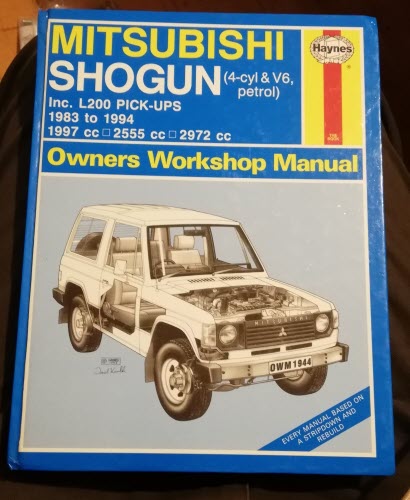 MITSUBISHI
SHOGUN (4-cyl & V6, petrol)
Haynes
Inc. L200 PICK-UPS
1983 to 1994
1997 cc □ 2555 cc □ 2972 cc
Owners Workshop Manual
MITSUBISHI
OWM 1944
EVERY MANUAL BASED ON
A STRIPDOWN AND
REBUILD